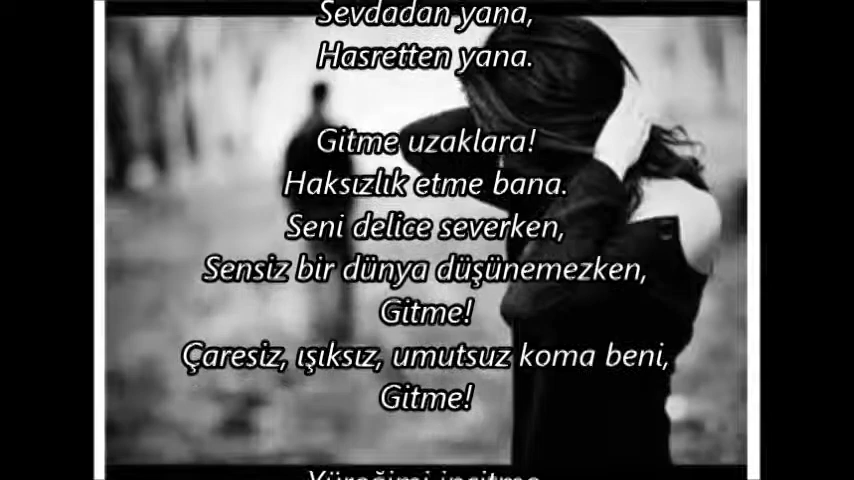 Sevdadan yana,
Hasretten yana.
Gitme uzaklara!
Haksızlık etme bana.
Seni delice severken,
Sensiz bir dünya düşünemezken,
Gitme!
Çaresiz, ışıksız, umutsuz koma beni,
Gitme!
Yüreğimi incitme